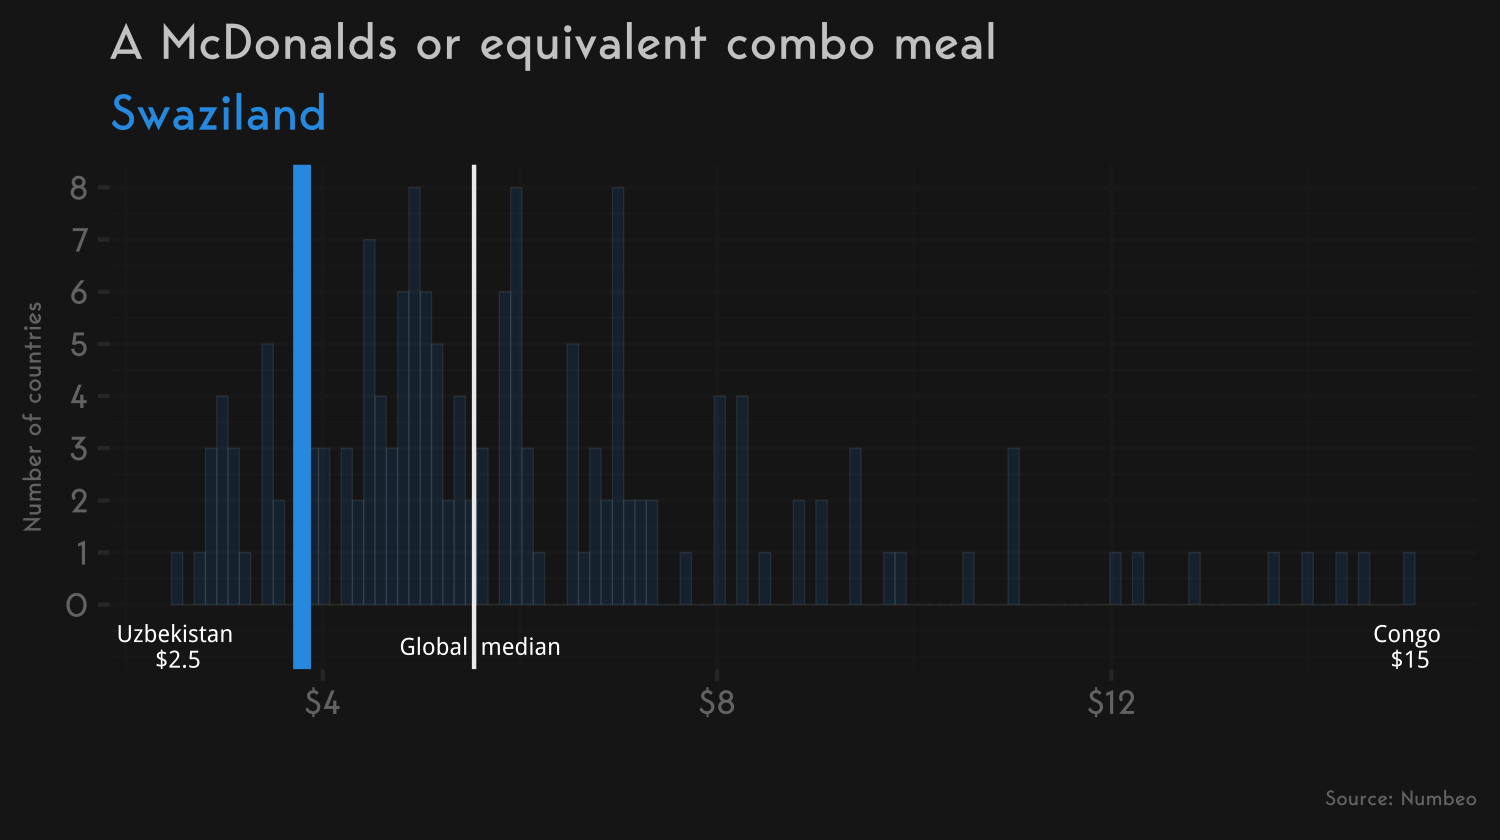 A McDonalds or equivalent combo meal
Swaziland
Number of countries
8
7
6
5
4
3
2
1
0
Uzbekistan
$2.5
Global median
Congo
$15
$4 $8 $12
Source: Numbeo